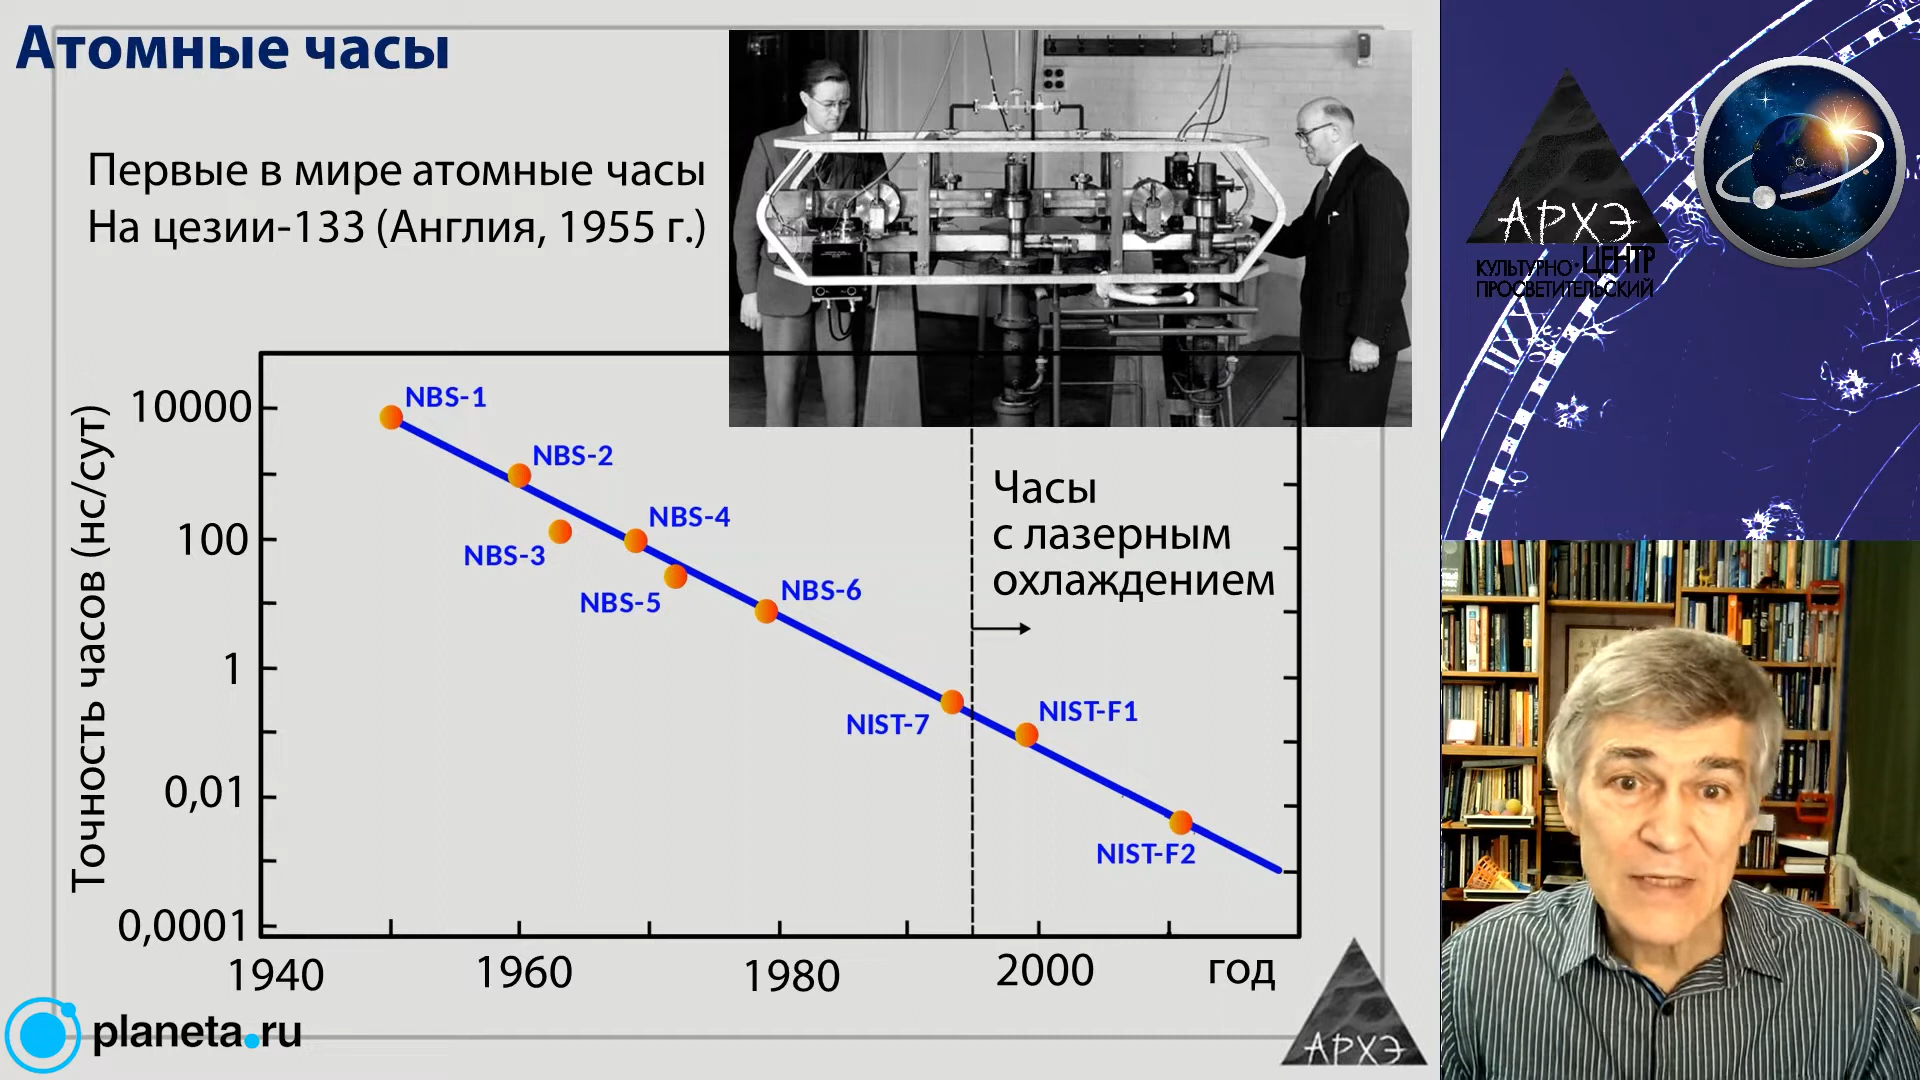 Атомные часы
Первые в мире атомные часы
На цезии-133 (Англия, 1955 г.)
АРХЭ
КУЛЬТУРНО-ЦЕНТР
ПРОСВЕТИТЕЛЬСКИЙ
Точность часов (нс/сут)
10000
100
1
0,01
0,0001
NBS-1
NBS-2
NBS-3
NBS-4
NBS-5
NBS-6
NIST-7
NIST-F1
NIST-F2
Часы
с лазерным
охлаждением
1940
1960
1980
2000
год
planeta.ru
АРХЭ